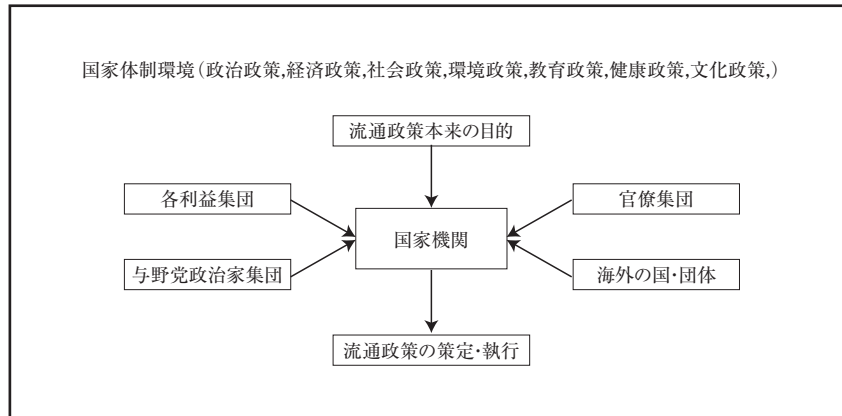 国家体制環境(政治政策,経済政策,社会政策,環境政策,教育政策,健康政策,文化政策,)
流通政策本来の目的
各利益集団
官僚集団
国家機関
与野党政治家集団
海外の国・団体
流通政策の策定・執行